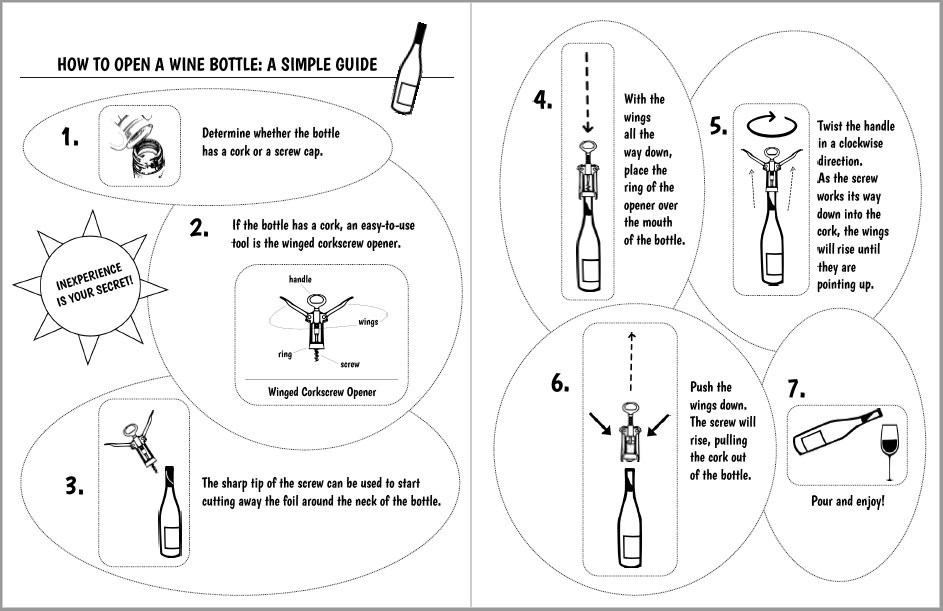 HOW TO OPEN A WINE BOTTLE: A SIMPLE GUIDE
1.
Determine whether the bottle
has a cork or a screw cap.
2.
If the bottle has a cork, an easy-to-use
tool is the winged corkscrew opener.
INEXPERIENCE
IS YOUR SECRET!
handle
wings
ring
screw
Winged Corkscrew Opener
3.
The sharp tip of the screw can be used to start
cutting away the foil around the neck of the bottle.
4.
With the
wings
all the
way down,
place the
ring of the
opener over
the mouth
of the bottle.
5.
Twist the handle
in a clockwise
direction.
As the screw
works its way
down into the
cork, the wings
will rise until
they are
pointing up.
6.
Push the
wings down.
The screw will
rise, pulling
the cork out
of the bottle.
7.
Pour and enjoy!